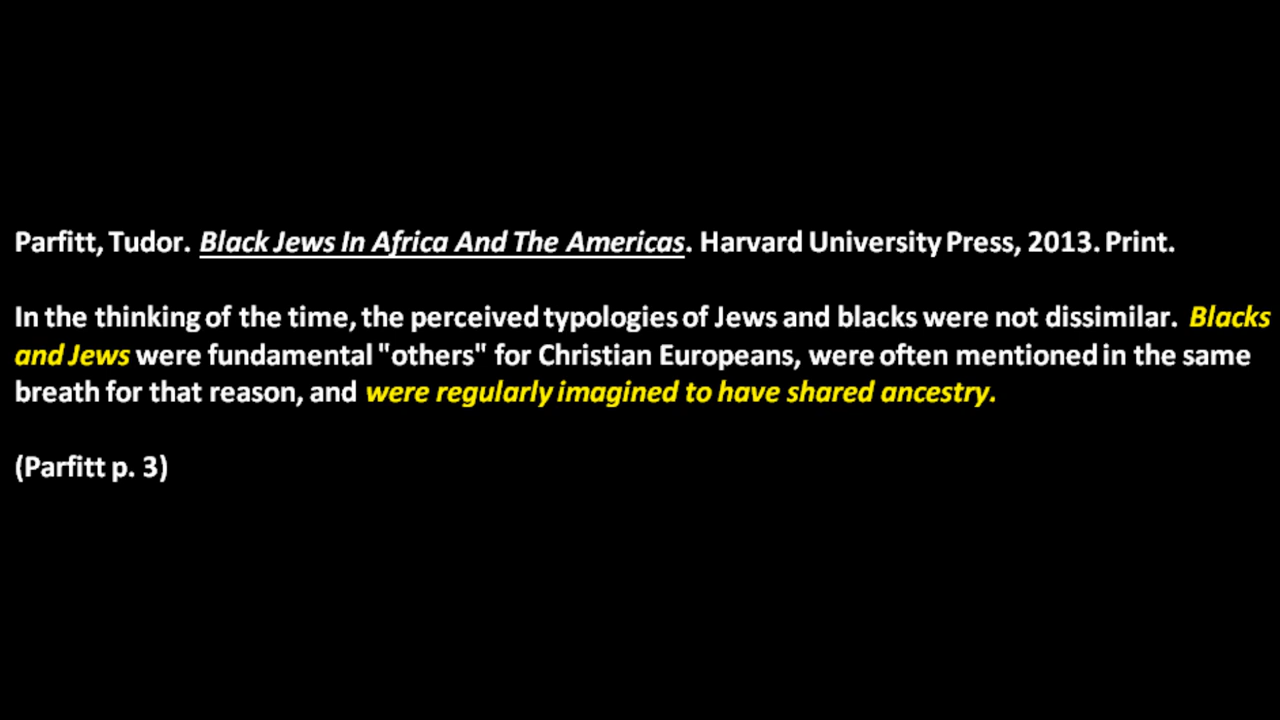 Parfitt, Tudor. Black Jews In Africa And The Americas. Harvard University Press, 2013. Print.
In the thinking of the time, the perceived typologies of Jews and blacks were not dissimilar. Blacks
and Jews were fundamental "others" for Christian Europeans, were often mentioned in the same
breath for that reason, and were regularly imagined to have shared ancestry.
(Parfitt p. 3)